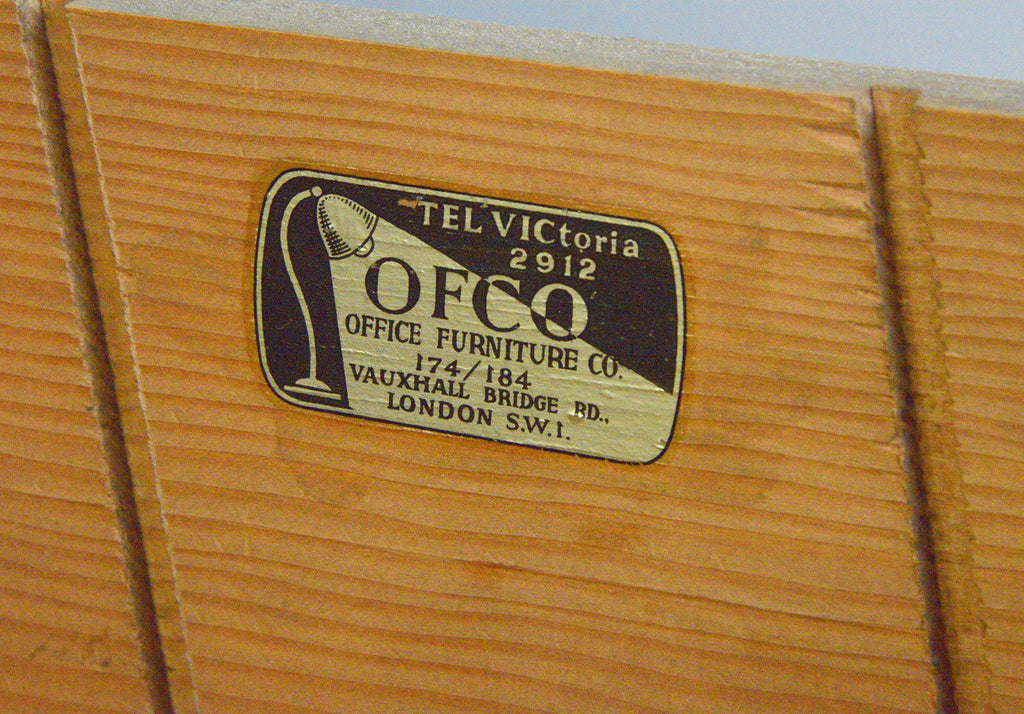 TEL VICtoria
2912
OFCO
OFFICE FURNITURE CO.
174/184
VAUXHALL BRIDGE RD.,
LONDON S.W.1.